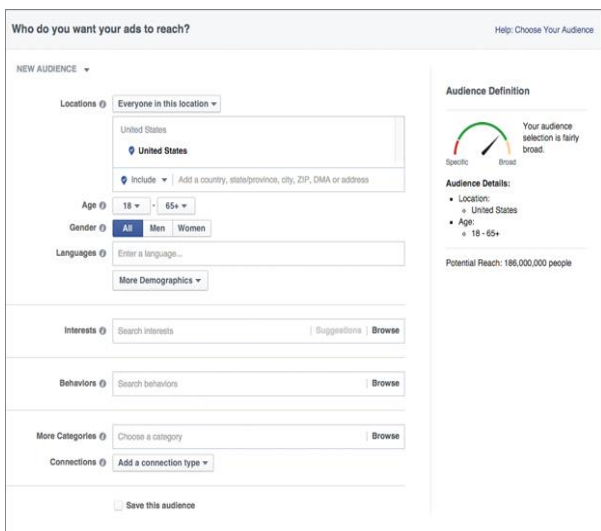 Who do you want your ads to reach?
Help: Choose Your Audience
NEW AUDIENCE
Locations
Everyone in this location
United States
United States
Include
Add a country, state/province, city, ZIP, DMA or address
Age
18 - 65+
Gender
All Men Women
Languages
Enter a language...
More Demographics
Interests
Search interests
Suggestions
Browse
Behaviors
Search behaviors
Browse
More Categories
Choose a category
Browse
Connections
Add a connection type
Save this audience
Audience Definition
Your audience
selection is fairly
broad.
Specific
Broad
Audience Details:
Location:
United States
Age:
18 - 65+
Potential Reach: 186,000,000 people